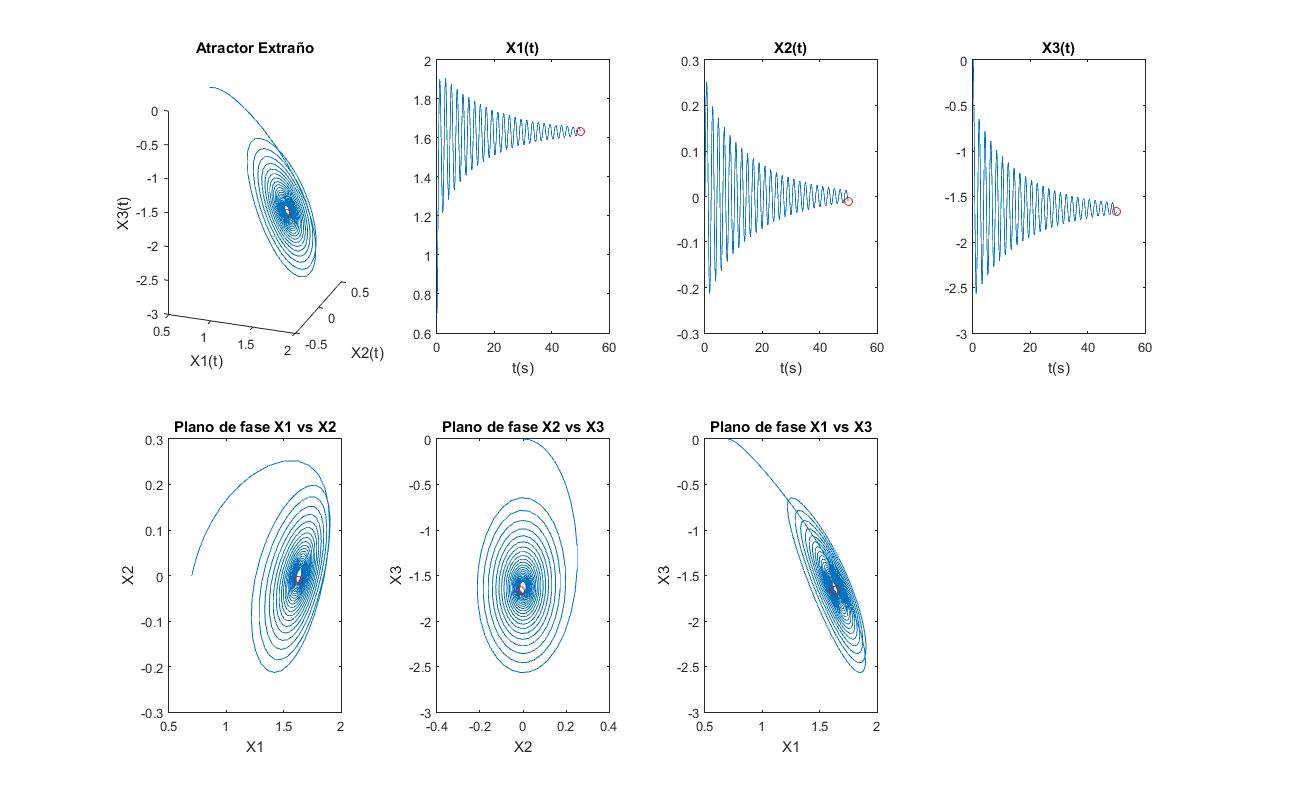 Atractor Extraño
0
-0.5
-1
-1.5
-2
-2.5
-3
X3(t)
0.5
1
1.5
2
X1(t)
-0.5
0
0.5
X2(t)
X1(t)
2
1.8
1.6
1.4
1.2
1
0.8
0.6
0 20 40 60
t(s)
X2(t)
0.3
0.2
0.1
0
-0.1
-0.2
-0.3
0 20 40 60
t(s)
X3(t)
0
-0.5
-1
-1.5
-2
-2.5
-3
0 20 40 60
t(s)
Plano de fase X1 vs X2
0.3
0.2
0.1
0
-0.1
-0.2
-0.3
X2
0.5 1 1.5 2
X1
Plano de fase X2 vs X3
0
-0.5
-1
-1.5
-2
-2.5
-3
X3
-0.4 -0.2 0 0.2 0.4
X2
Plano de fase X1 vs X3
0
-0.5
-1
-1.5
-2
-2.5
-3
X3
0.5 1 1.5 2
X1